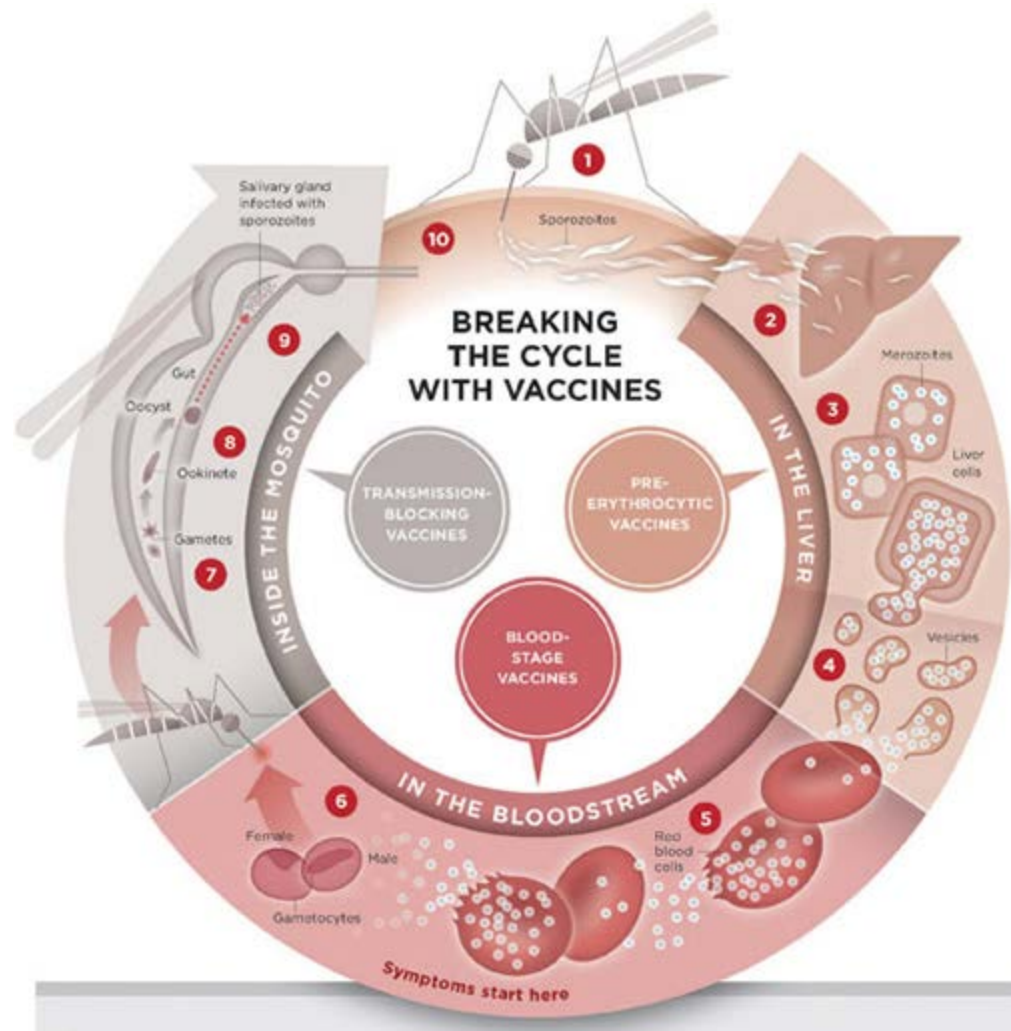 1
Salivary gland
infected with
sporozoites
10
Sporozoites
2
BREAKING
THE CYCLE
WITH VACCINES
9
Merozoites
Gut
3
Oocyst
8
Ookinete
Liver
cells
INSIDE THE MOSQUITO
TRANSMISSION-
BLOCKING
VACCINES
PRE-
ERYTHROCYTIC
VACCINES
IN THE LIVER
Gametes
7
BLOOD-
STAGE
VACCINES
Vesicles
4
IN THE BLOODSTREAM
6
5
Red
blood
cells
Female
Male
Gametocytes
Symptoms start here